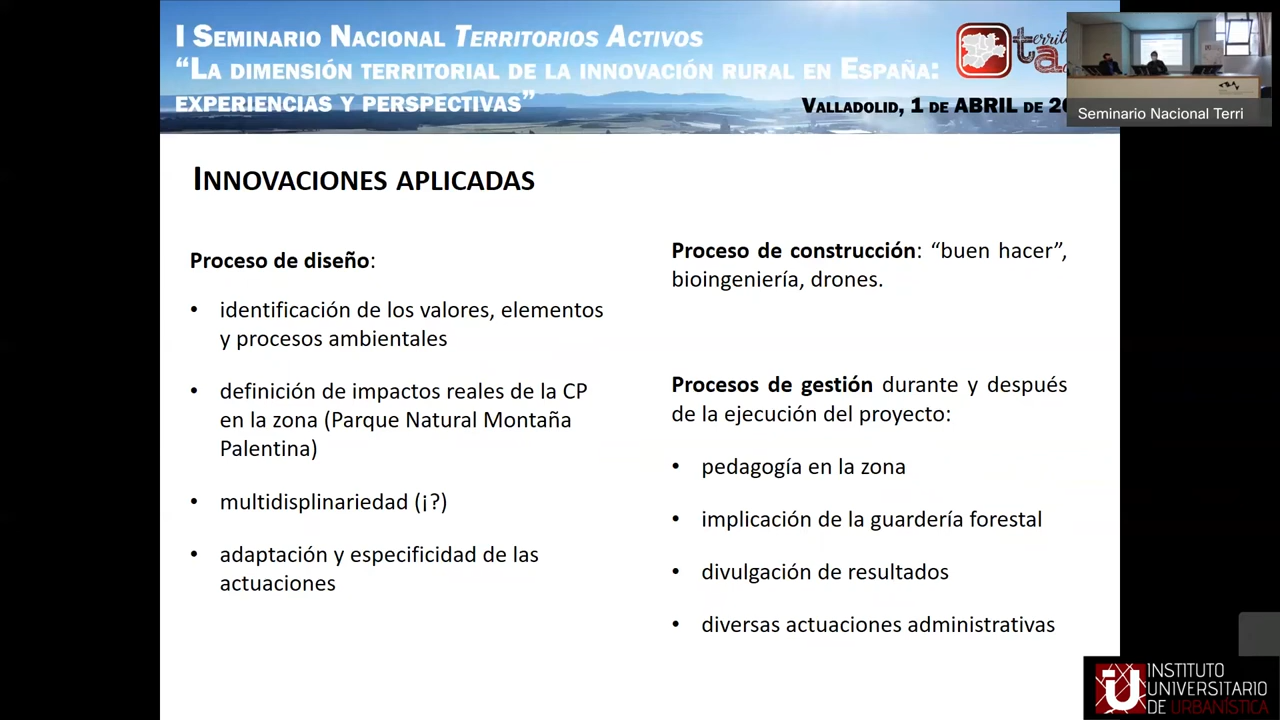 I Seminario Nacional Territorios Activos
“La dimensión territorial de la innovación rural en España:
experiencias y perspectivas”
Valladolid, 1 de ABRIL de
Seminario Nacional Terri
Innovaciones aplicadas
Proceso de diseño:
• identificación de los valores, elementos
y procesos ambientales
• definición de impactos reales de la CP
en la zona (Parque Natural Montaña
Palentina)
• multidisplinariedad (¡?)
• adaptación y especificidad de las
actuaciones
Proceso de construcción: “buen hacer”,
bioingeniería, drones.
Procesos de gestión durante y después
de la ejecución del proyecto:
• pedagogía en la zona
• implicación de la guardería forestal
• divulgación de resultados
• diversas actuaciones administrativas
iU INSTITUTO
UNIVERSITARIO
DE URBANÍSTICA